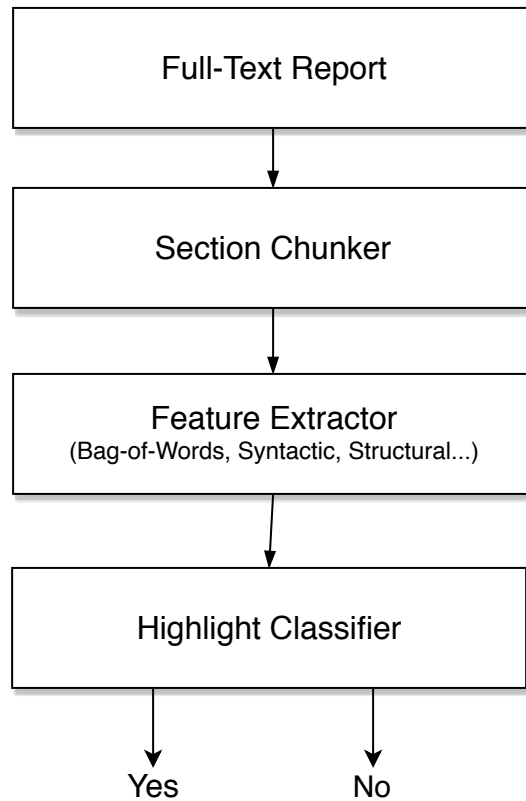 Full-Text Report
Section Chunker
Feature Extractor
(Bag-of-Words, Syntactic, Structural...)
Highlight Classifier
Yes No